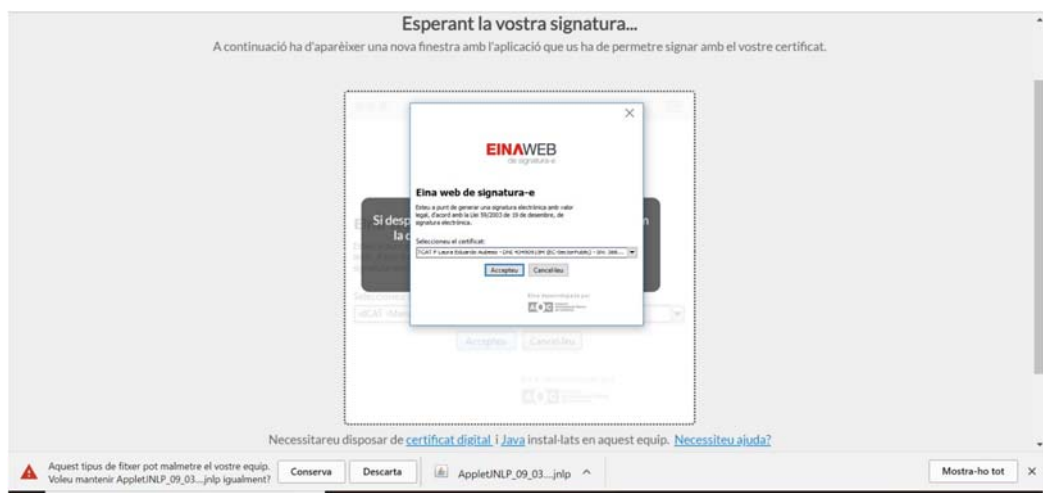 Esperant la vostra signatura...
A continuació ha d'aparèixer una nova finestra amb l'aplicació que us ha de permetre signar amb el vostre certificat.
EINAWEB
de signatura-e
Eina web de signatura-e
Esteu a punt de generar una signatura electrònica amb valor
legal, d'acord amb la Llei 59/2003 de 19 de desembre, de
signatura electrònica.
Si desp
la c
n
Seleccioneu el certificat:
Accepteu Cancel·leu
Eina desenvolupada per
AOC
Accepteu Cancel·leu
Necessitareu disposar de certificat digital i Java instal·lats en aquest equip. Necessiteu ajuda?
Aquest tipus de fitxer pot malmetre el vostre equip.
Voleu mantenir AppletJNLP_09_03....jnlp igualment?
Conserva Descarta AppletJNLP_09_03....jnlp Mostra-ho tot